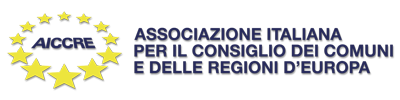 AICCRE
ASSOCIAZIONE ITALIANA
PER IL CONSIGLIO DEI COMUNI
E DELLE REGIONI D'EUROPA